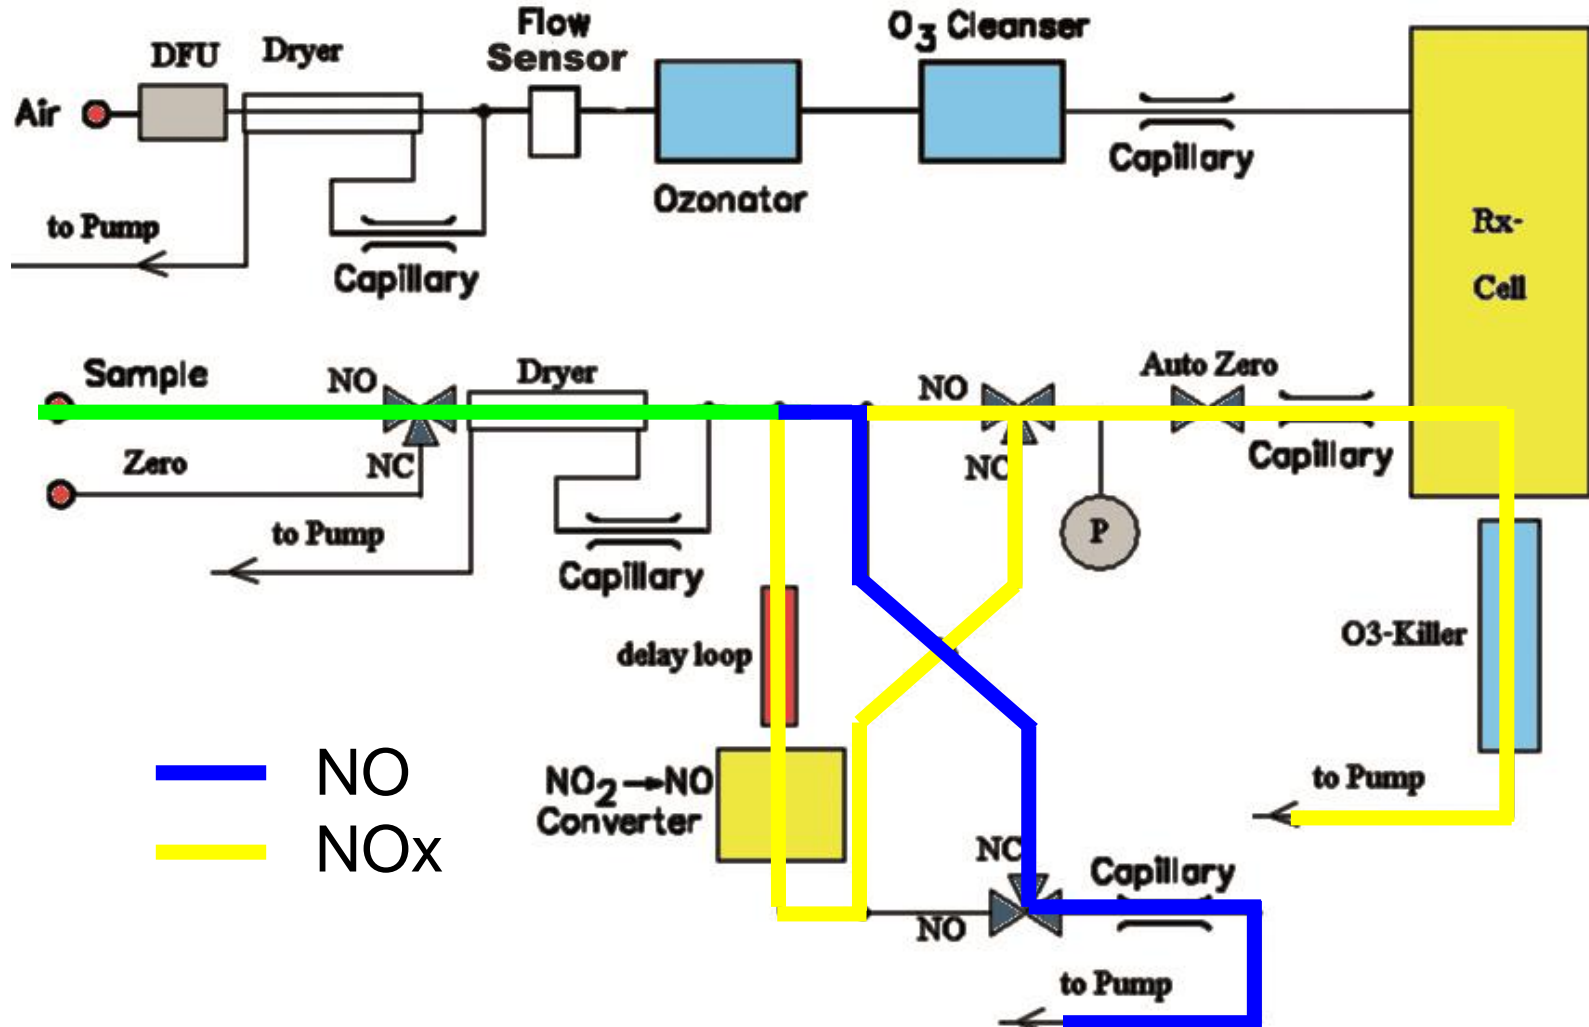 Air
DFU
Dryer
Flow
Sensor
O3 Cleanser
Ozonator
Capillary
Rx-
Cell
to Pump
Capillary
Sample
NO
Dryer
NO
Auto Zero
Zero
NC
NC
Capillary
to Pump
Capillary
P
delay loop
O3-Killer
NO
NOx
NO2→NO
Converter
to Pump
NC
Capillary
NO
to Pump